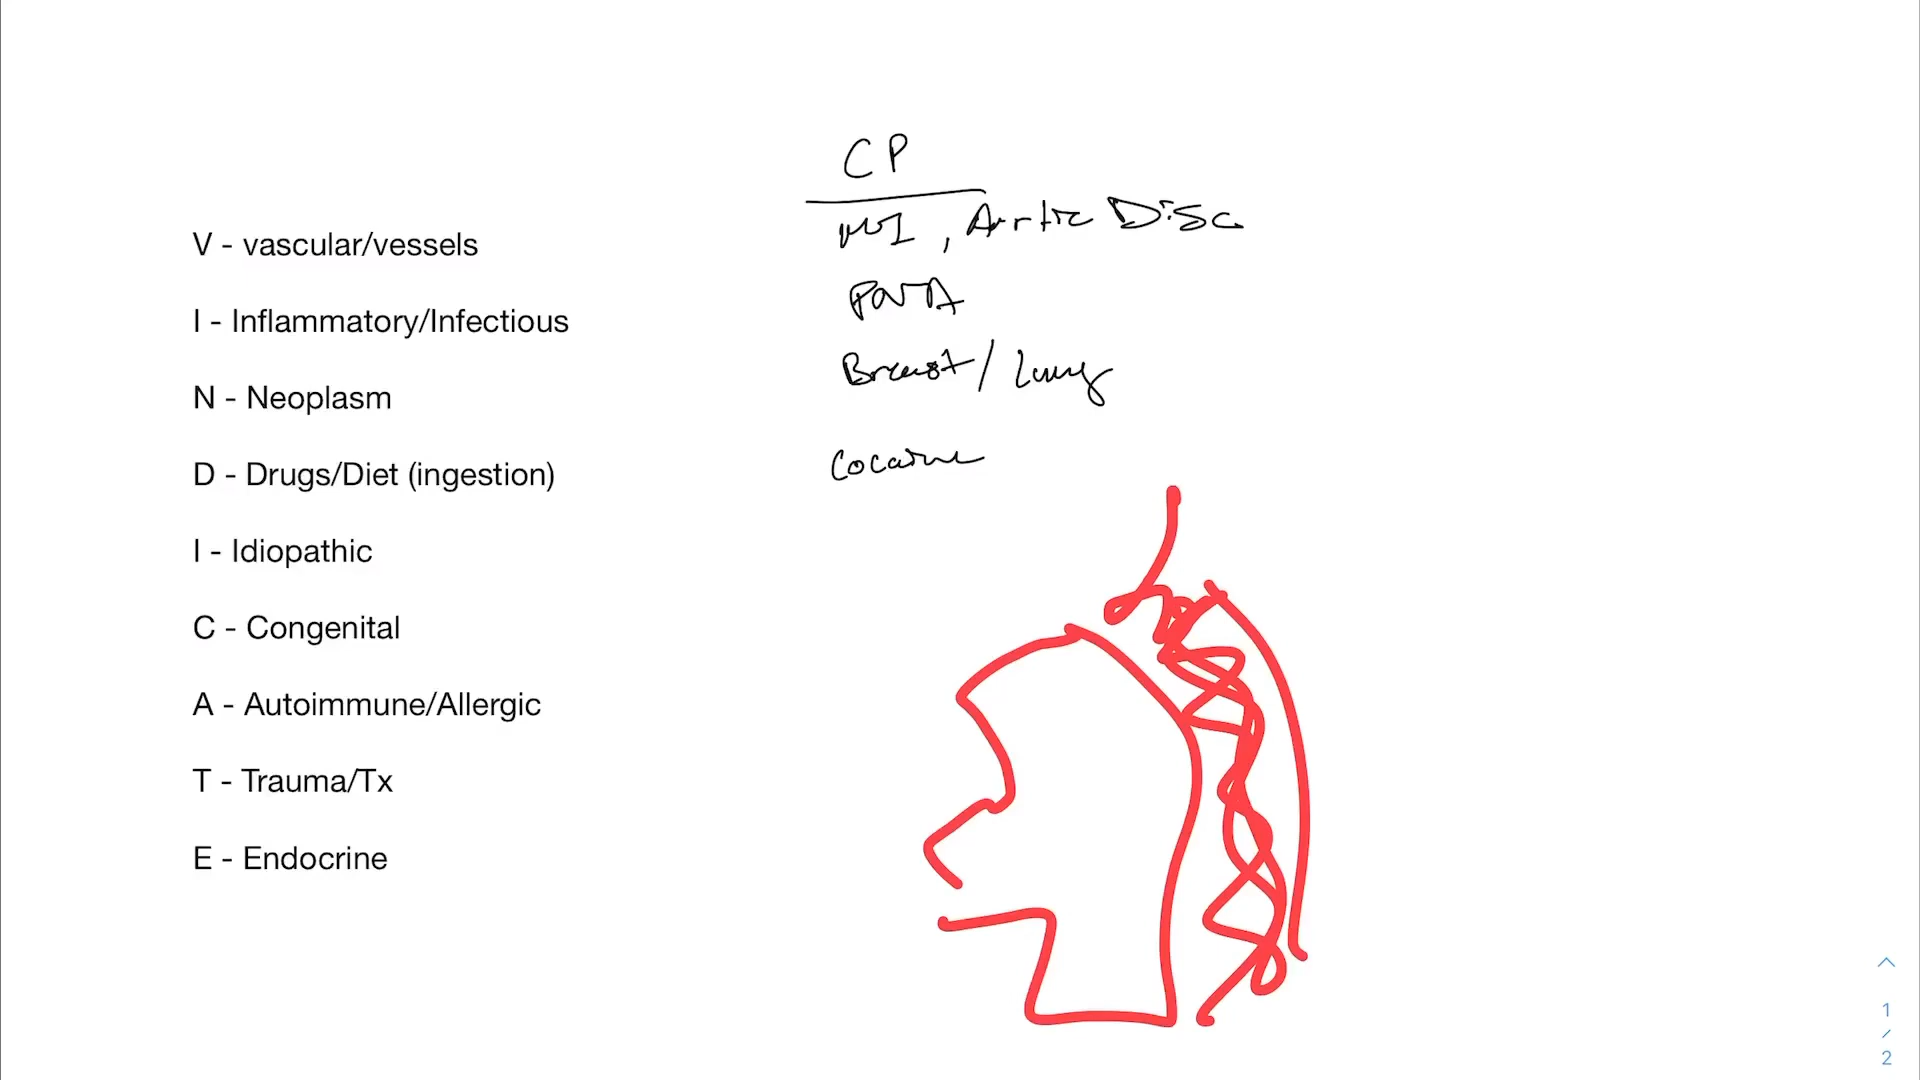 CP
V - vascular/vessels
MI, Aortic Disc
I - Inflammatory/Infectious
PNA
N - Neoplasm
Breast/Lung
D - Drugs/Diet (ingestion)
Cocaine
I - Idiopathic
C - Congenital
A - Autoimmune/Allergic
T - Trauma/Tx
E - Endocrine
1
/
2